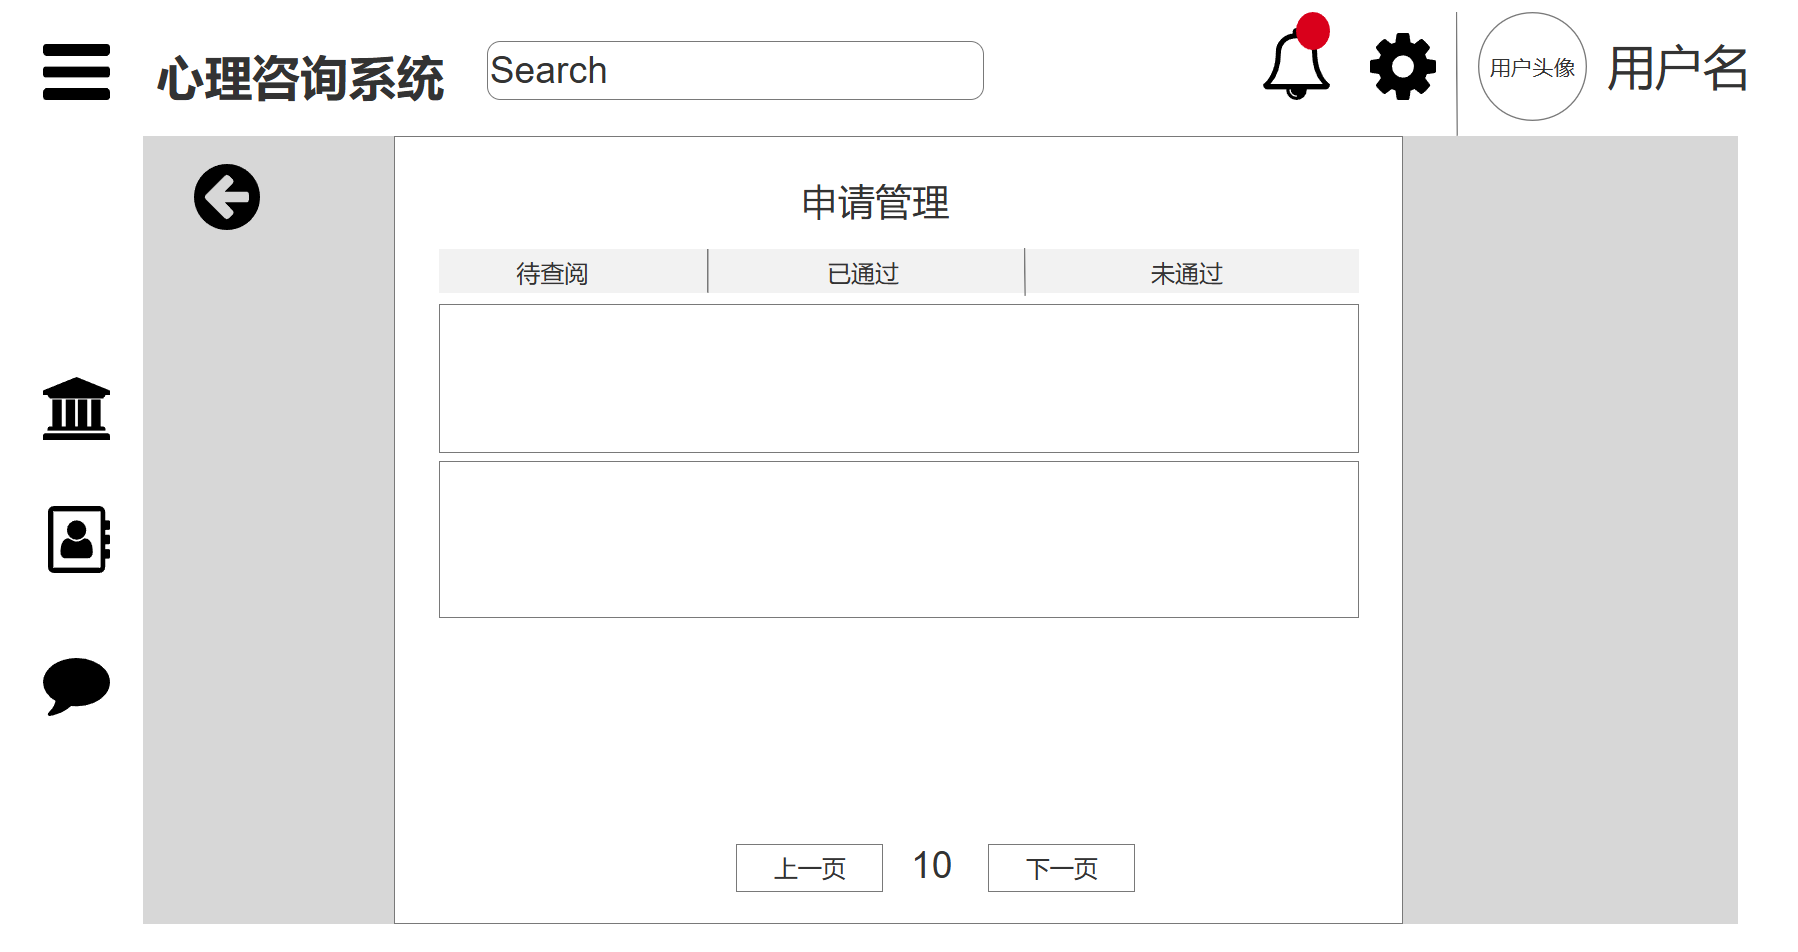 心理咨询系统
Search
用户头像
用户名
申请管理
待查阅
已通过
未通过
上一页
10
下一页